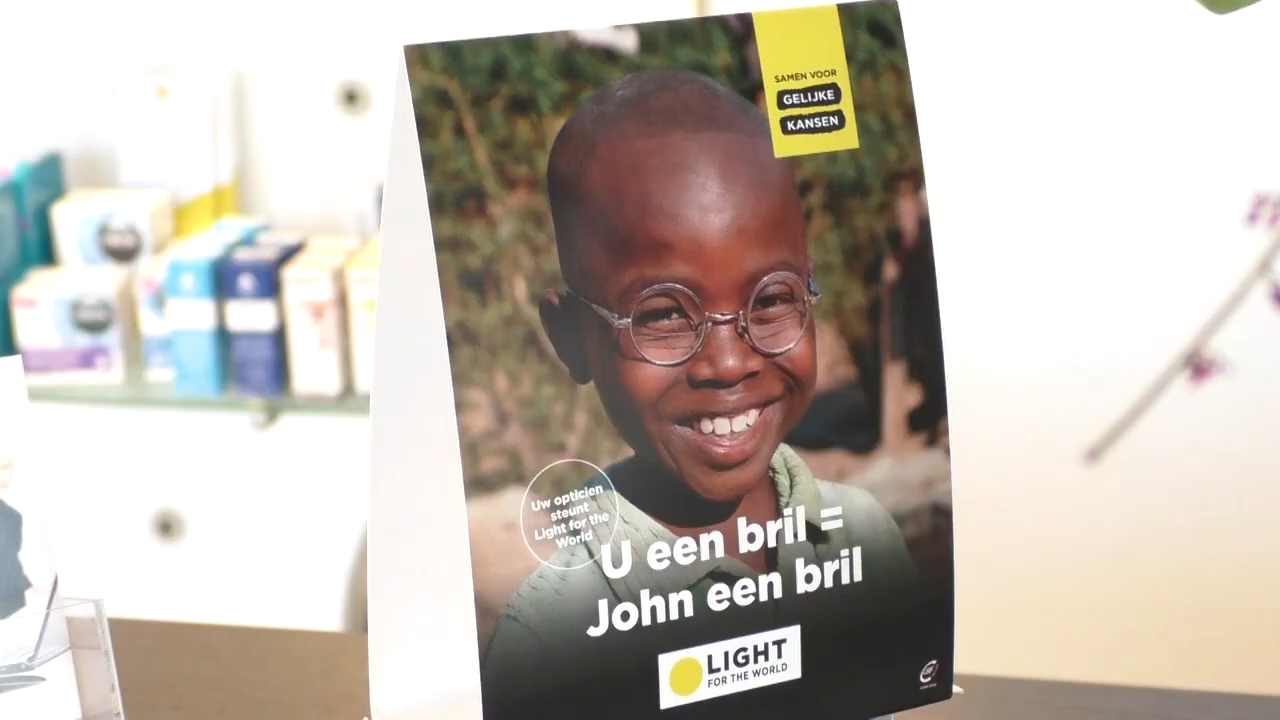 SAMEN VOOR
GELIJKE
KANSEN
Uw opticien
steunt
Light for the
World
U een bril =
John een bril
LIGHT
FOR THE WORLD